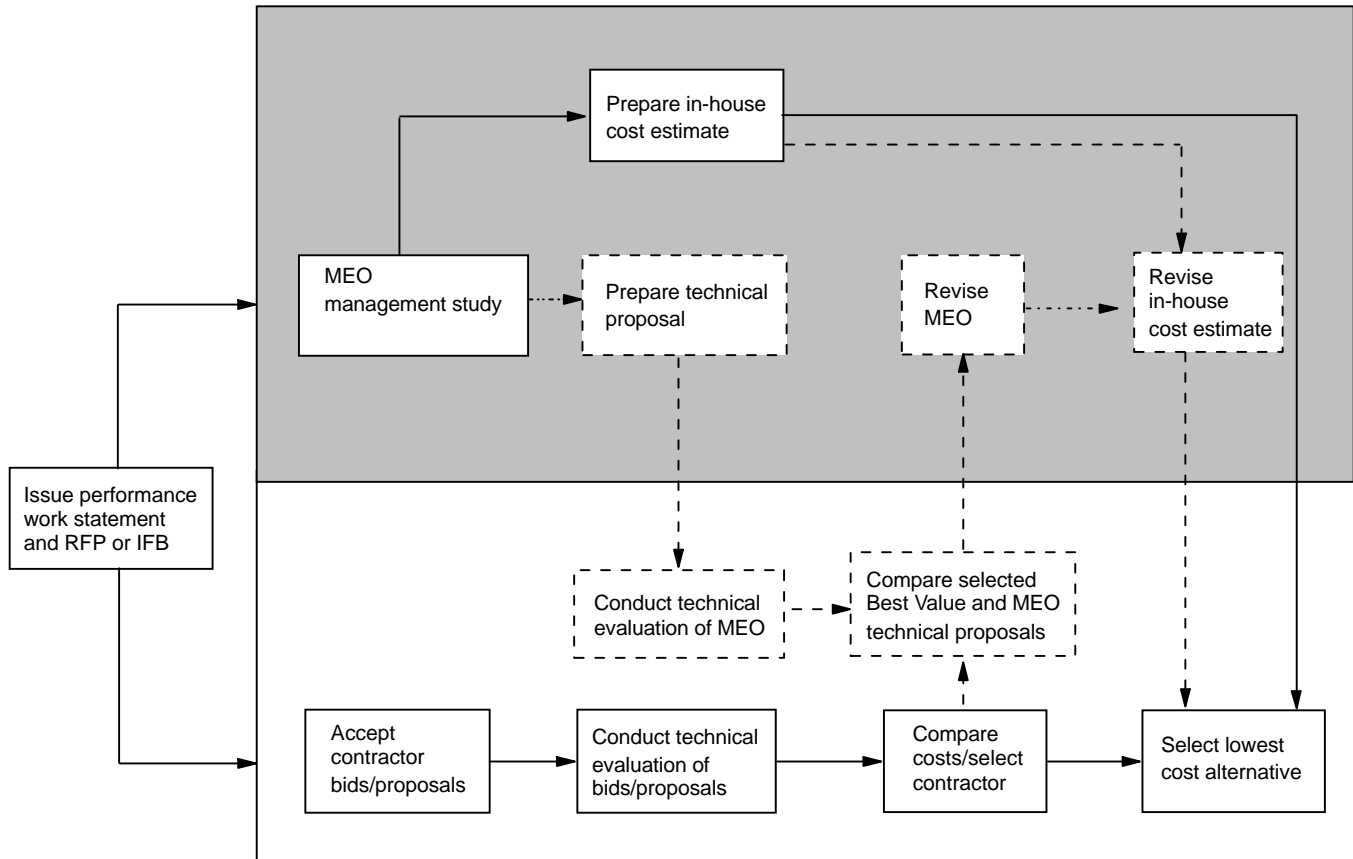 Prepare in-house
cost estimate
MEO
management study
Prepare technical
proposal
Revise
MEO
Revise
in-house
cost estimate
Issue performance
work statement
and RFP or IFB
Conduct technical
evaluation of MEO
Compare selected
Best Value and MEO
technical proposals
Accept
contractor
bids/proposals
Conduct technical
evaluation of
bids/proposals
Compare
costs/select
contractor
Select lowest
cost alternative